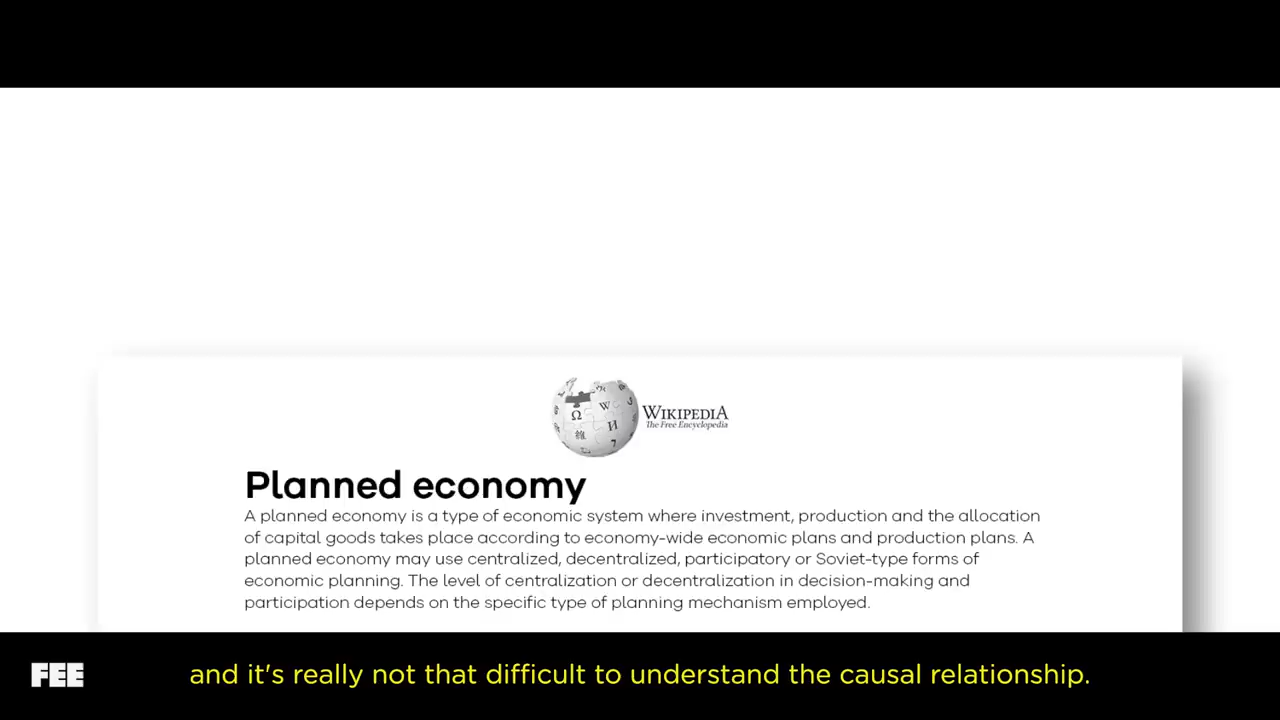 WIKIPEDIA
The Free Encyclopedia
Planned economy
A planned economy is a type of economic system where investment, production and the allocation
of capital goods takes place according to economy-wide economic plans and production plans. A
planned economy may use centralized, decentralized, participatory or Soviet-type forms of
economic planning. The level of centralization or decentralization in decision-making and
participation depends on the specific type of planning mechanism employed.
FEE
and it's really not that difficult to understand the causal relationship.